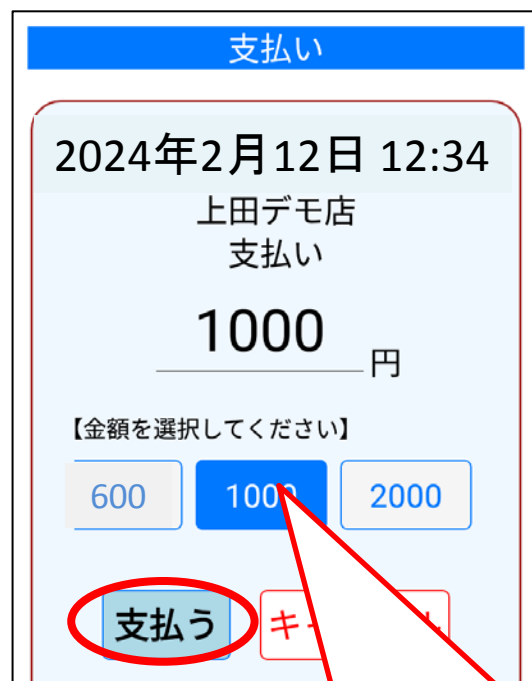 支払い
2024年2月12日 12:34
上田デモ店
支払い
1000
円
【金額を選択してください】
600 1000 2000
支払う